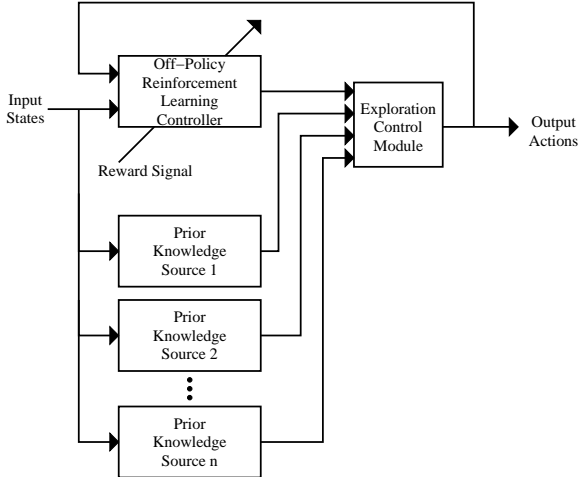 Off–Policy
Reinforcement
Learning
Controller
Input
States
Exploration
Control
Module
Output
Actions
Reward Signal
Prior
Knowledge
Source 1
Prior
Knowledge
Source 2
Prior
Knowledge
Source n